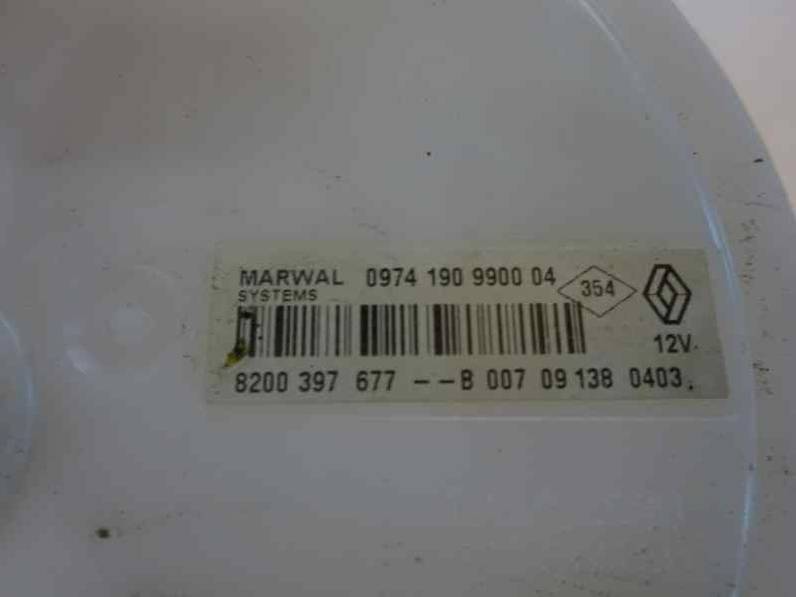 MARWAL 0974 190 9900 04 354
SYSTEMS
12V
8200 397 677 --B 007 09 138 0403